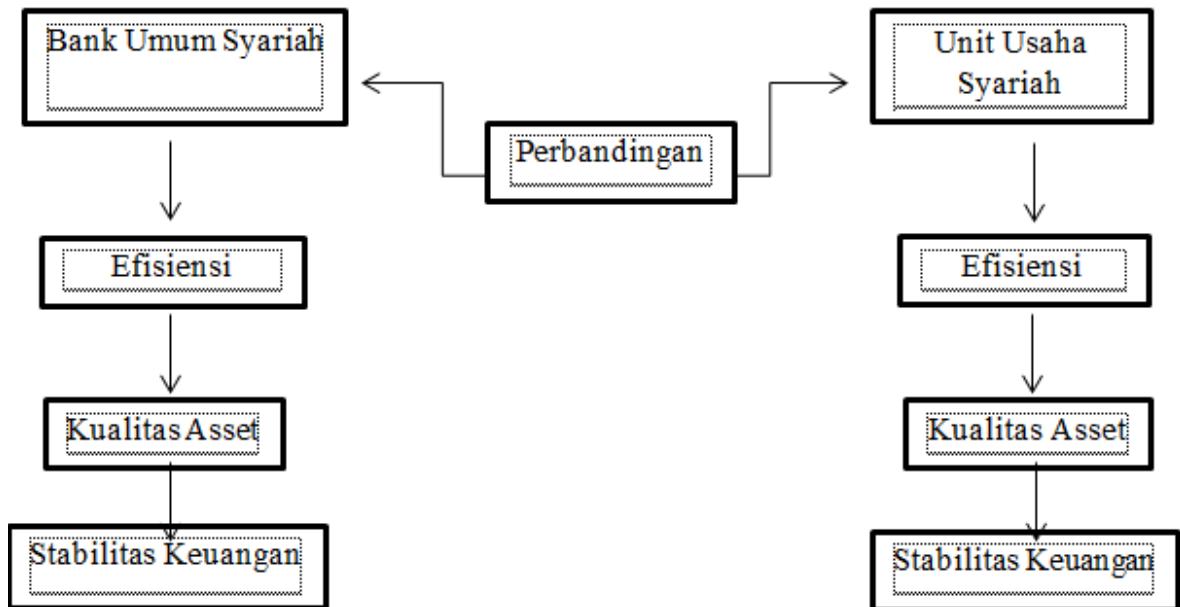 Bank Umum Syariah
Unit Usaha
Syariah
Perbandingan
Efisiensi
Efisiensi
Kualitas Asset
Kualitas Asset
Stabilitas Keuangan
Stabilitas Keuangan